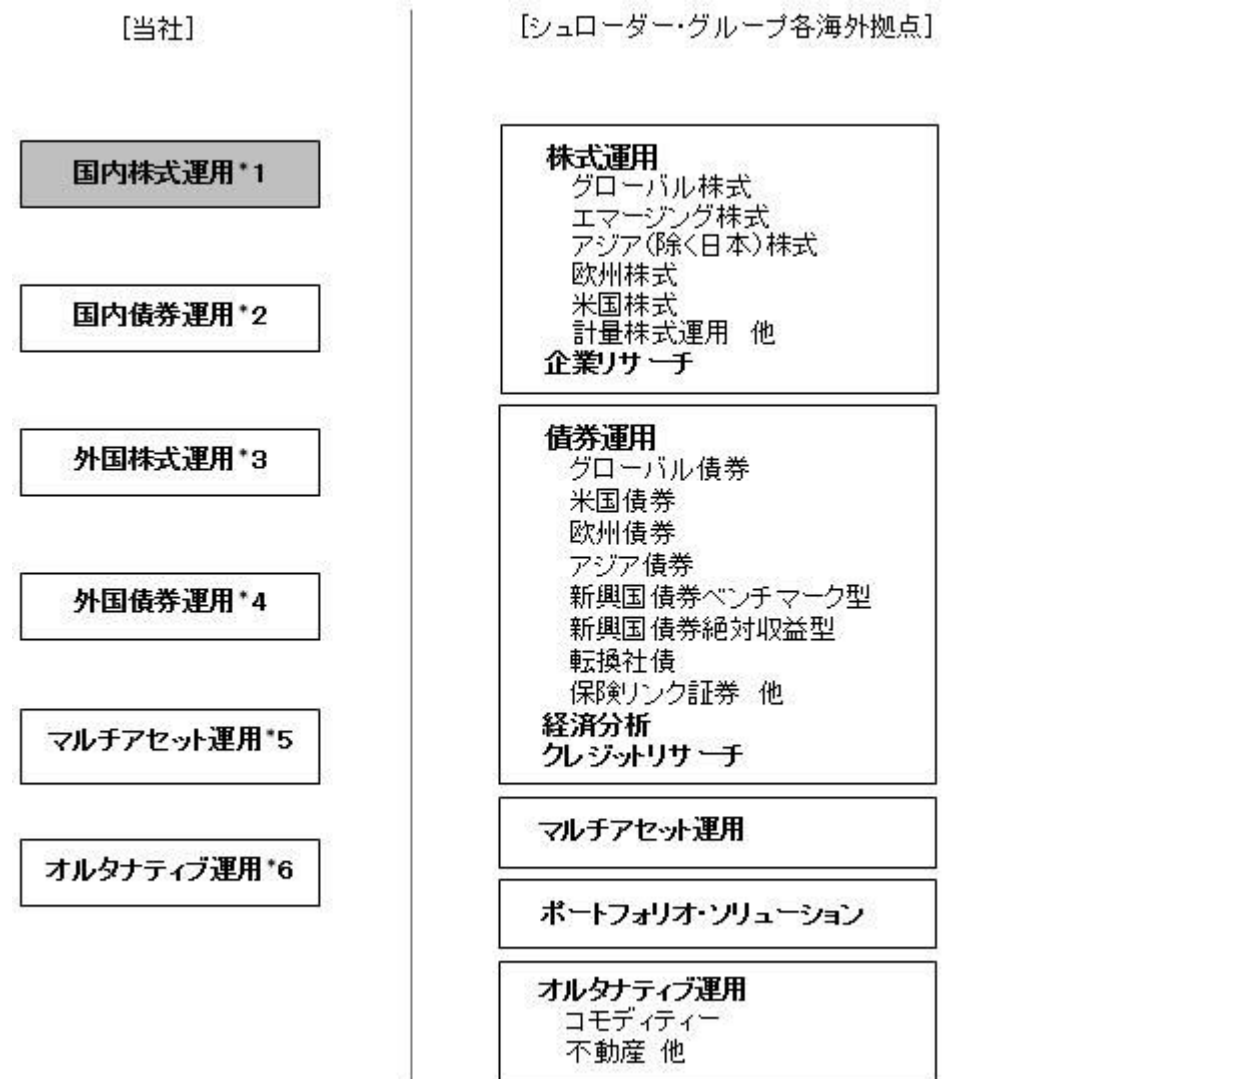 [当社]
国内株式運用*1
国内債券運用*2
外国株式運用*3
外国債券運用*4
マルチアセット運用*5
オルタナティブ運用*6
[シュローダー・グループ各海外拠点]
株式運用
グローバル株式
エマージング株式
アジア(除く日本)株式
欧州株式
米国株式
計量株式運用 他
企業リサーチ
債券運用
グローバル債券
米国債券
欧州債券
アジア債券
新興国債券ベンチマーク型
新興国債券絶対収益型
転換社債
保険リンク証券 他
経済分析
クレジットリサーチ
マルチアセット運用
ポートフォリオ・ソリューション
オルタナティブ運用
コモディティー
不動産 他